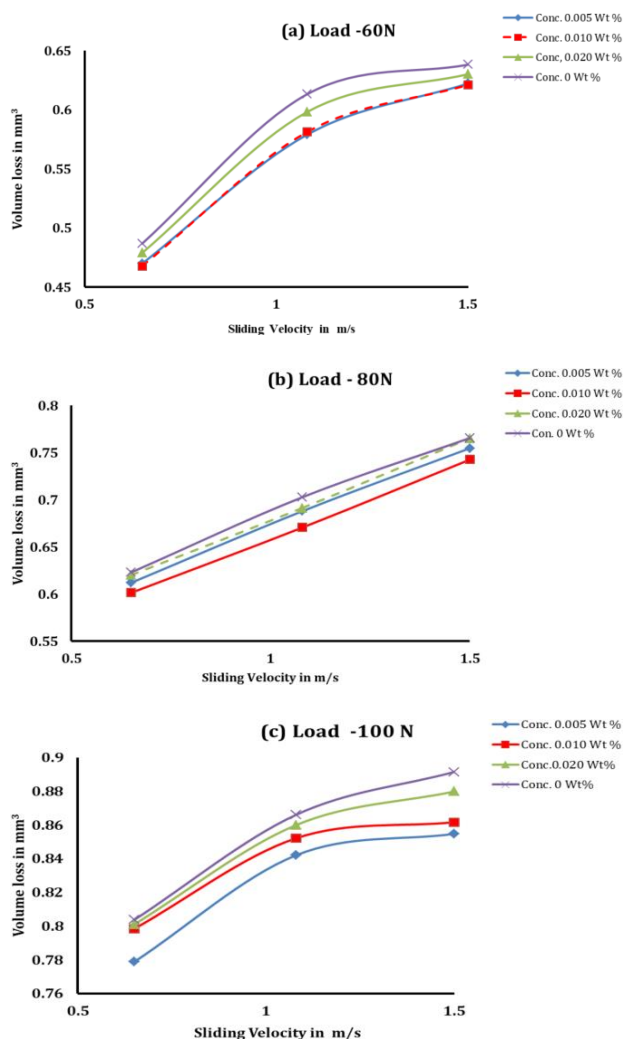 (a) Load -60N
Conc. 0.005 Wt %
Conc. 0.010 Wt %
Conc, 0.020 Wt %
Conc. 0 Wt %
Volume loss in mm³
0.65
0.6
0.55
0.5
0.45
0.5 1 1.5
Sliding Velocity in m/s
(b) Load - 80N
Conc. 0.005 Wt %
Conc. 0.010 Wt %
Conc. 0.020 Wt %
Con. 0 Wt %
Volume loss in mm³
0.8
0.75
0.7
0.65
0.6
0.55
0.5 1 1.5
Sliding Velocity in m/s
(c) Load -100 N
Conc. 0.005 Wt %
Conc. 0.010 Wt %
Conc.0.020 Wt%
Conc. 0 Wt%
Volume loss in mm³
0.9
0.88
0.86
0.84
0.82
0.8
0.78
0.76
0.5 1 1.5
Sliding Velocity in m/s